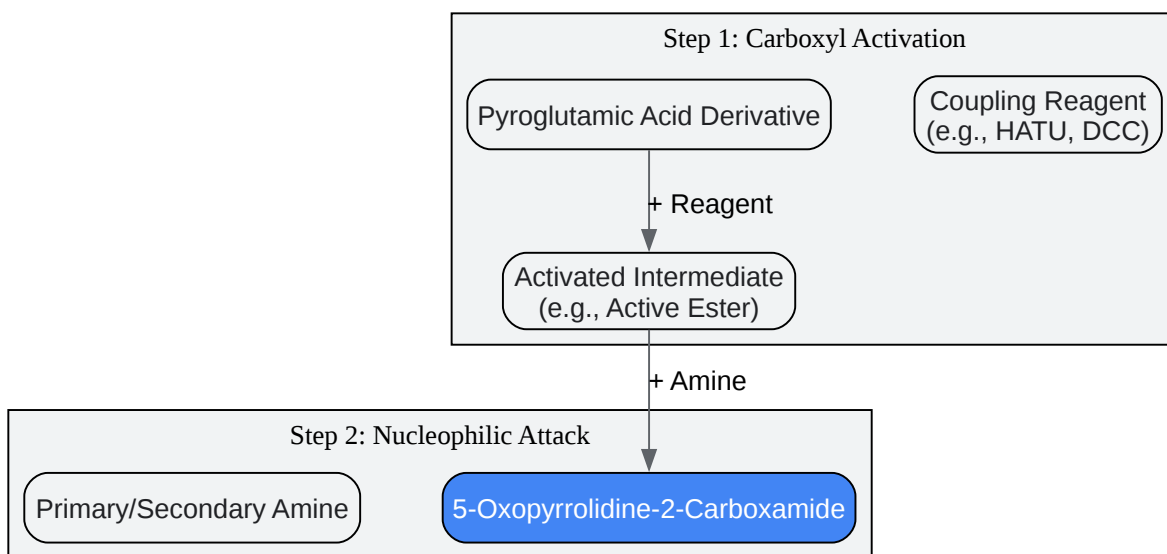 Step 1: Carboxyl Activation
Pyroglutamic Acid Derivative
Coupling Reagent
(e.g., HATU, DCC)
+ Reagent
Activated Intermediate
(e.g., Active Ester)
+ Amine
Step 2: Nucleophilic Attack
Primary/Secondary Amine
5-Oxopyrrolidine-2-Carboxamide